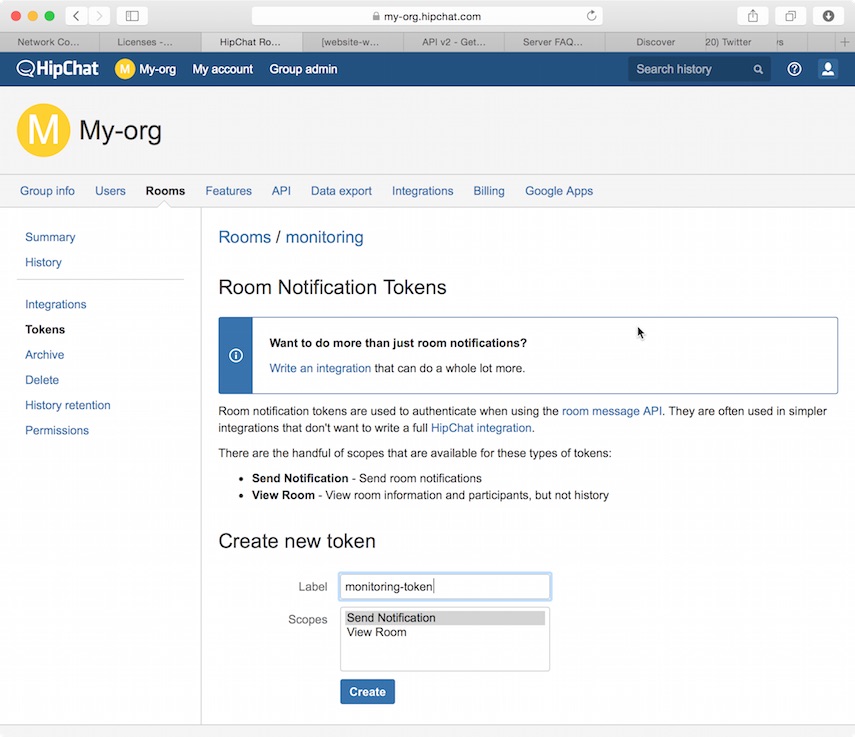 my-org.hipchat.com
Network Co... Licenses -... HipChat Ro... [website-w... API v2 - Get... Server FAQ... Discover 20) Twitter
HipChat M My-org My account Group admin Search history
M My-org
Group info Users Rooms Features API Data export Integrations Billing Google Apps
Summary
History
Integrations
Tokens
Archive
Delete
History retention
Permissions
Rooms / monitoring
Room Notification Tokens
Want to do more than just room notifications?
Write an integration that can do a whole lot more.
Room notification tokens are used to authenticate when using the room message API. They are often used in simpler
integrations that don't want to write a full HipChat integration.
There are the handful of scopes that are available for these types of tokens:
• Send Notification - Send room notifications
• View Room - View room information and participants, but not history
Create new token
Label monitoring-token
Scopes Send Notification
View Room
Create